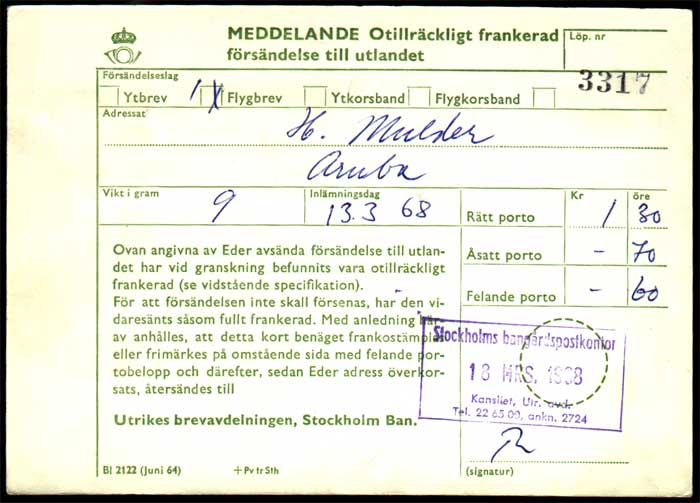 MEDDELANDE Otillräckligt frankerad
försändelse till utlandet
Löp. nr
3317
Försändelseslag
Ytbrev 1 X Flygbrev Ytkorsband Flygkorsband
Adressat
H. Mulder
Aruba
Vikt i gram
9
Inlämningsdag
13.3 68
Kr öre
Rätt porto 1 30
Åsatt porto – 70
Felande porto – 60
Ovan angivna av Eder avsända försändelse till utlan-
det har vid granskning befunnits vara otillräckligt
frankerad (se vidstående specifikation).
För att försändelsen inte skall försenas, har den vi-
daresänts såsom fullt frankerad. Med anledning här-
av anhålles, att detta kort benäget frankostämplas
eller frimärkes på omstående sida med felande por-
tobelopp och därefter, sedan Eder adress överkor-
sats, återsändes till
Utrikes brevavdelningen, Stockholm Ban.
Stockholms bangårdspostkontor
18 MRS. 1968
Kansliet, Utr. avd.
Tel. 22 65 00, ankn. 2724
(signatur)
Bl 2122 (Juni 64) +Pv tr Sth